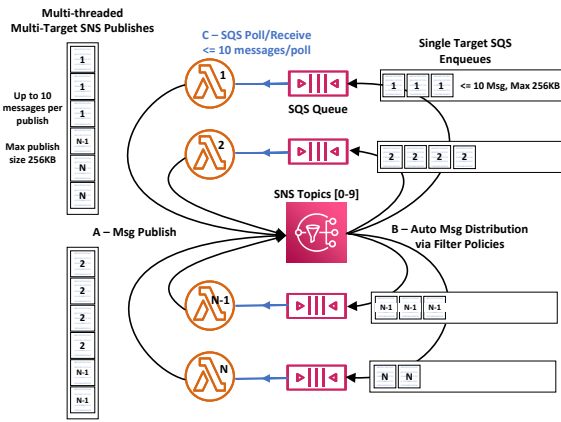 Multi-threaded
Multi-Target SNS Publishes
C – SQS Poll/Receive
<= 10 messages/poll
Single Target SQS
Enqueues
1
1
1
N-1
N
N
Up to 10
messages per
publish
Max publish
size 256KB
1
SQS Queue
1 1 1 <= 10 Msg, Max 256KB
2
2 2 2 2
SNS Topics [0-9]
A – Msg Publish
B – Auto Msg Distribution
via Filter Policies
2
2
2
2
N-1
N-1
N-1
N-1 N-1 N-1
N
N N